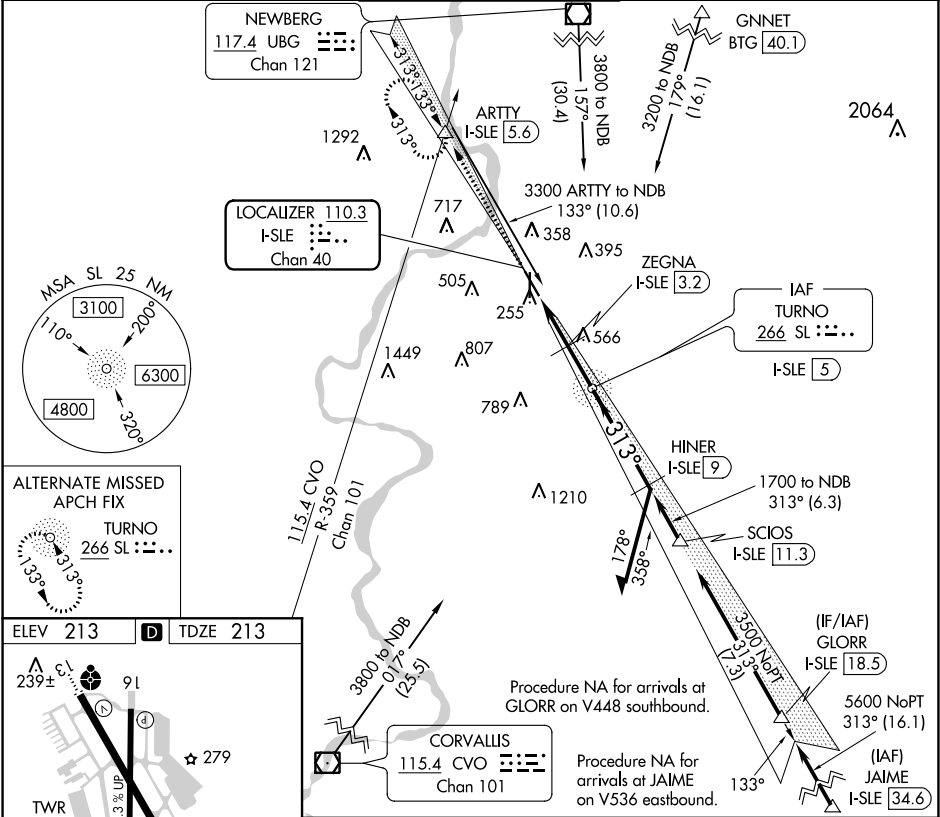 NEWBERG
117.4 UBG
Chan 121
GNNET
BTG 40.1
3800 to NDB
157°
(30.4)
3200 to NDB
179°
(16.1)
2064
313°
133°
313°
ARTTY
I-SLE 5.6
1292
3300 ARTTY to NDB
133° (10.6)
LOCALIZER 110.3
I-SLE
Chan 40
717
358
395
ZEGNA
I-SLE 3.2
505
255
566
IAF
TURNO
266 SL
I-SLE 5
MSA SL 25 NM
3100
110°
200°
6300
4800
320°
1449
807
789
313°
HINER
I-SLE 9
1210
1700 to NDB
313° (6.3)
SCIOS
I-SLE 11.3
178°
358°
ALTERNATE MISSED
APCH FIX
TURNO
266 SL
133°
313°
115.4 CVO
R-359
Chan 101
3500 NoPT
313°
(7.3)
(IF/IAF)
GLORR
I-SLE 18.5
3800 to NDB
017°
(25.5)
Procedure NA for arrivals at
GLORR on V448 southbound.
5600 NoPT
313° (16.1)
CORVALLIS
115.4 CVO
Chan 101
Procedure NA for
arrivals at JAIME
on V536 eastbound.
133°
(IAF)
JAIME
I-SLE 34.6
ELEV 213 D TDZE 213
239±
13
16
V
P
279
.3% UP
TWR